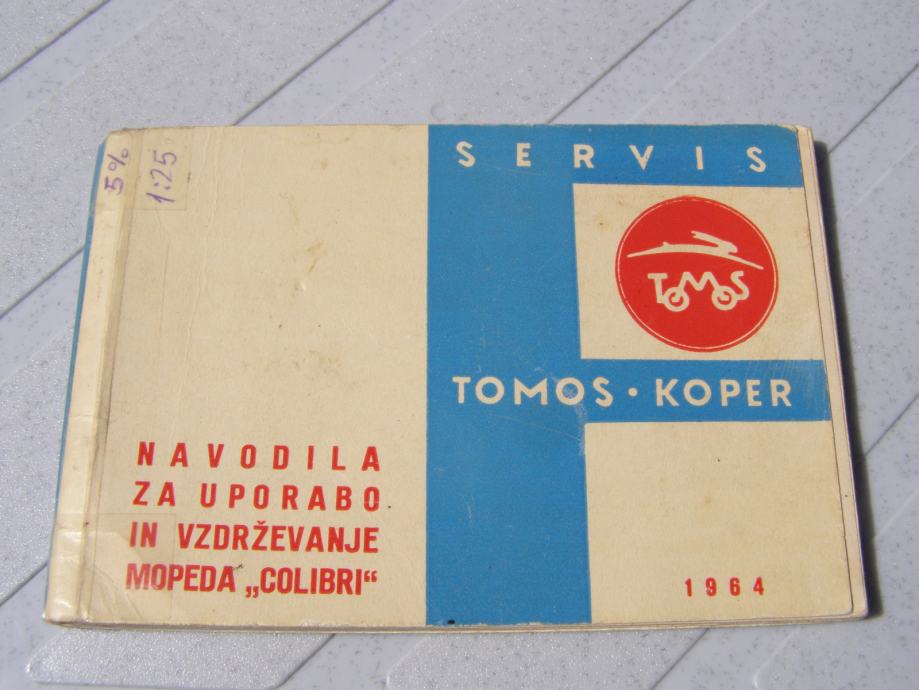 5%
1:25
SERVIS
TOMOS
TOMOS · KOPER
NAVODILA
ZA UPORABO
IN VZDRŽEVANJE
MOPEDA „COLIBRI“
1964